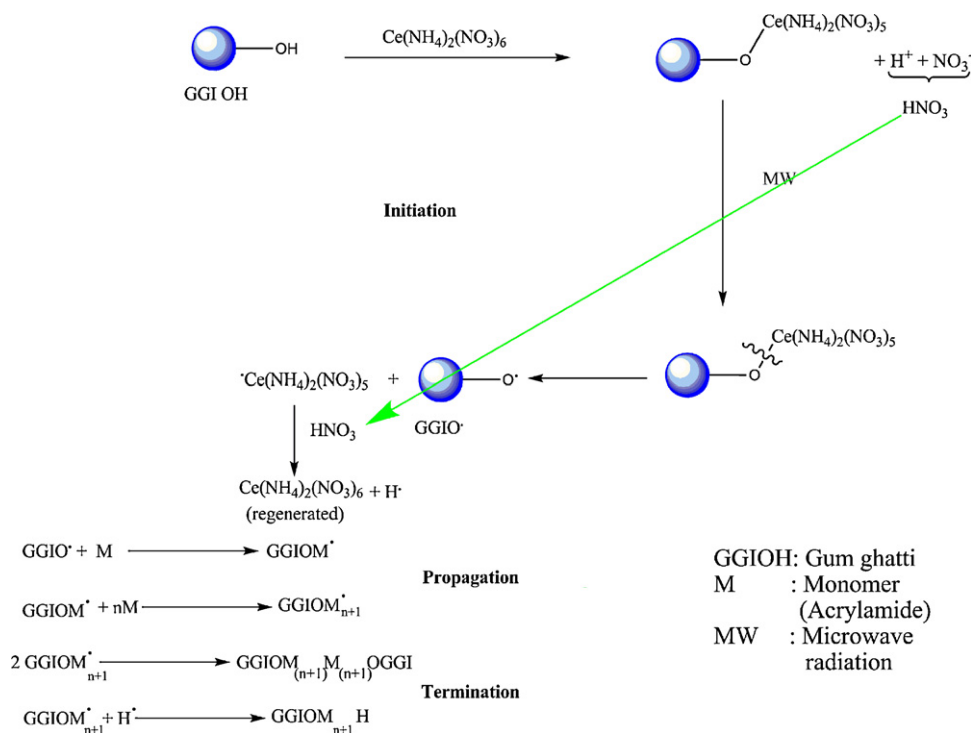 Ce(NH₄)₂(NO₃)₆
Ce(NH₄)₂(NO₃)₅
OH
O
+ H⁺ + NO₃⁻
GGI OH
HNO₃
MW
Initiation
Ce(NH₄)₂(NO₃)₅
O
•Ce(NH₄)₂(NO₃)₅ + O•
HNO₃
GGIO•
Ce(NH₄)₂(NO₃)₆ + H•
(regenerated)
GGIO• + M GGIOM•
Propagation
GGIOM• + nM GGIOM•ₙ₊₁
2 GGIOM•ₙ₊₁ GGIOM₍ₙ₊₁₎M₍ₙ₊₁₎OGGI
Termination
GGIOM•ₙ₊₁ + H• GGIOMₙ₊₁H
GGIOH: Gum ghatti
M : Monomer
(Acrylamide)
MW : Microwave
radiation